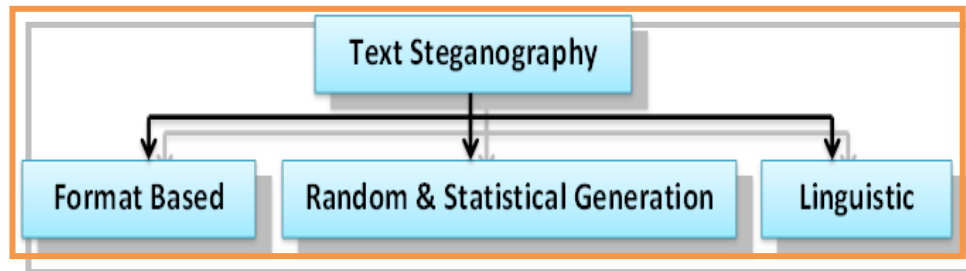 Text Steganography
Format Based
Random & Statistical Generation
Linguistic